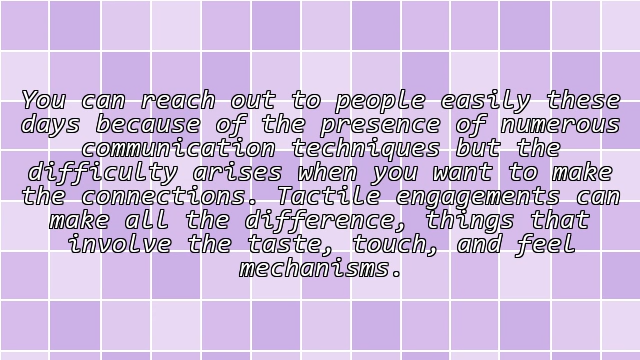 You can reach out to people easily these
days because of the presence of numerous
communication techniques but the
difficulty arises when you want to make
the connections. Tactile engagements can
make all the difference, things that
involve the taste, touch, and feel
mechanisms.